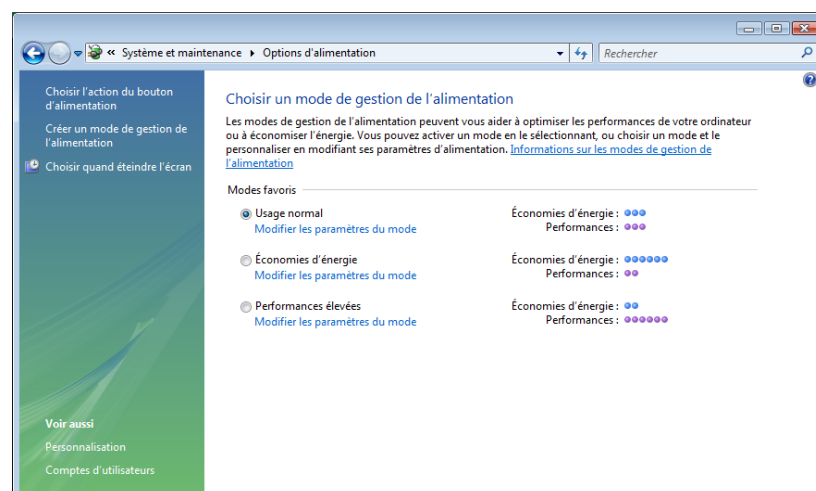 « Système et maintenance ▸ Options d'alimentation
Rechercher
Choisir l'action du bouton
d'alimentation
Créer un mode de gestion de
l'alimentation
Choisir quand éteindre l'écran
Voir aussi
Personnalisation
Comptes d'utilisateurs
Choisir un mode de gestion de l'alimentation
Les modes de gestion de l'alimentation peuvent vous aider à optimiser les performances de votre ordinateur
ou à économiser l'énergie. Vous pouvez activer un mode en le sélectionnant, ou choisir un mode et le
personnaliser en modifiant ses paramètres d'alimentation. Informations sur les modes de gestion de
l'alimentation
Modes favoris
Usage normal Économies d'énergie :
Modifier les paramètres du mode Performances :
Économies d'énergie Économies d'énergie :
Modifier les paramètres du mode Performances :
Performances élevées Économies d'énergie :
Modifier les paramètres du mode Performances :